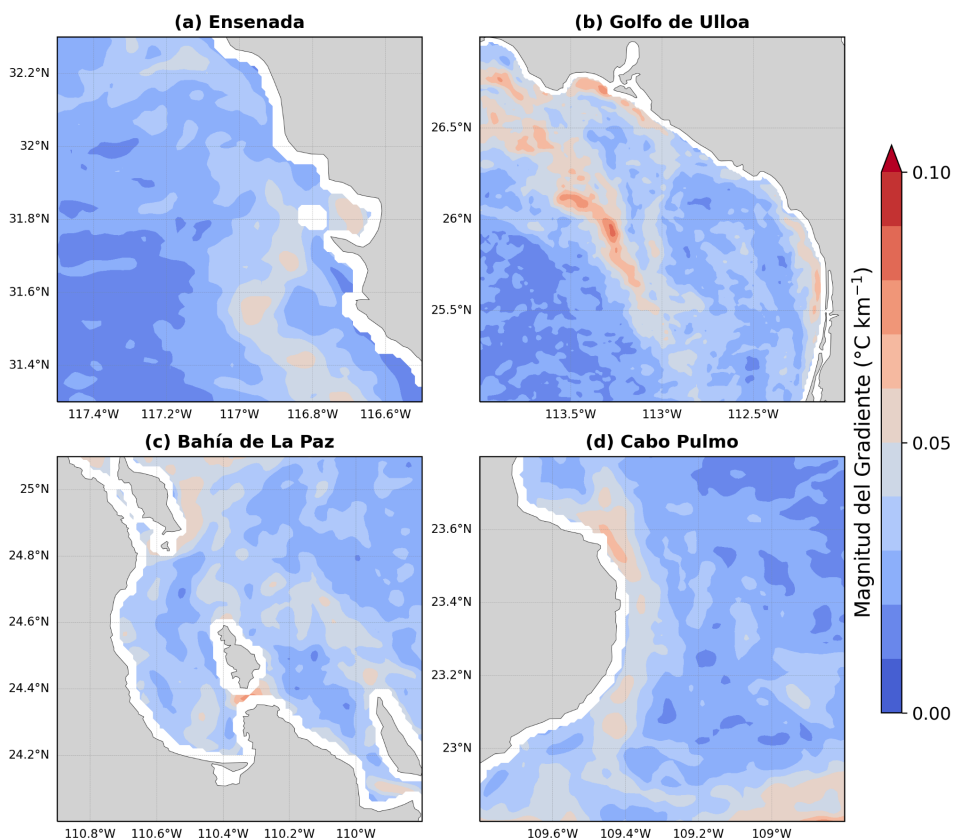 (a) Ensenada
(b) Golfo de Ulloa
32.2°N
32°N
31.8°N
31.6°N
31.4°N
117.4°W 117.2°W 117°W 116.8°W 116.6°W
26.5°N
26°N
25.5°N
113.5°W 113°W 112.5°W
(c) Bahía de La Paz
(d) Cabo Pulmo
25°N
24.8°N
24.6°N
24.4°N
24.2°N
110.8°W 110.6°W 110.4°W 110.2°W 110°W
23.6°N
23.4°N
23.2°N
23°N
109.6°W 109.4°W 109.2°W 109°W
0.10
0.05
0.00
Magnitud del Gradiente (°C km⁻¹)